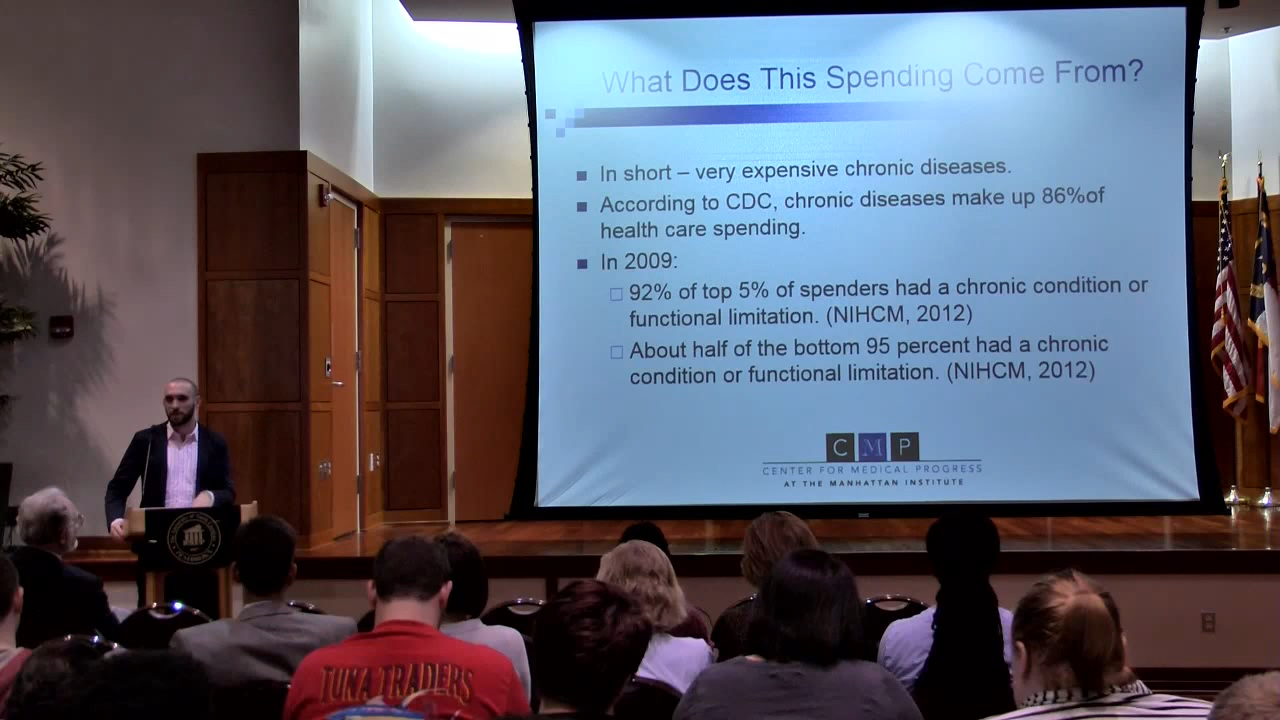 What Does This Spending Come From?
In short – very expensive chronic diseases.
According to CDC, chronic diseases make up 86%of
health care spending.
In 2009:
92% of top 5% of spenders had a chronic condition or
functional limitation. (NIHCM, 2012)
About half of the bottom 95 percent had a chronic
condition or functional limitation. (NIHCM, 2012)
CMP
CENTER FOR MEDICAL PROGRESS
AT THE MANHATTAN INSTITUTE
TUNA TRADERS